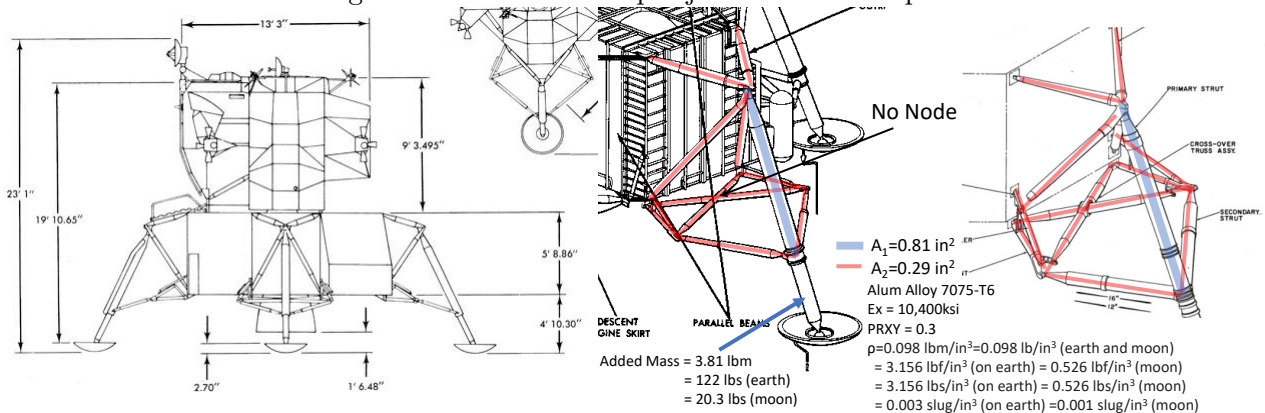 13' 3"
23' 1"
19' 10.65"
9' 3.495"
5' 8.86"
4' 10.30"
2.70"
1' 6.48"
No Node
DESCENT
GINE SKIRT
PARALLEL BEAMS
Added Mass = 3.81 lbm
= 122 lbs (earth)
= 20.3 lbs (moon)
A₁=0.81 in²
A₂=0.29 in²
Alum Alloy 7075-T6
Ex = 10,400ksi
PRXY = 0.3
ρ=0.098 lbm/in³=0.098 lb/in³ (earth and moon)
= 3.156 lbf/in³ (on earth) = 0.526 lbf/in³ (moon)
= 3.156 lbs/in³ (on earth) = 0.526 lbs/in³ (moon)
= 0.003 slug/in³ (on earth) =0.001 slug/in³ (moon)
PRIMARY STRUT
CROSS-OVER
TRUSS ASSY.
SECONDARY
STRUT
16"
12"